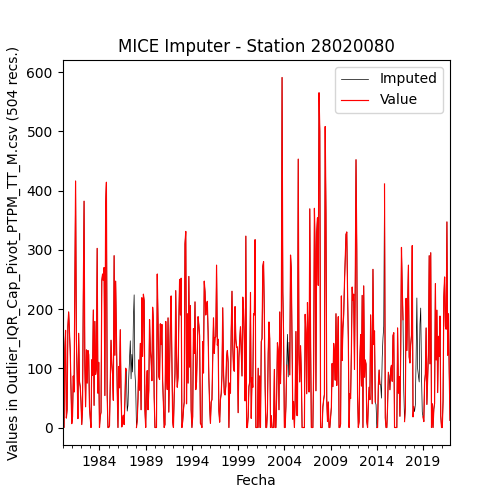 MICE Imputer - Station 28020080
Values in Outlier_IQR_Cap_Pivot_PTPM_TT_M.csv (504 recs.)
600
500
400
300
200
100
0
Imputed
Value
1984 1989 1994 1999 2004 2009 2014 2019
Fecha